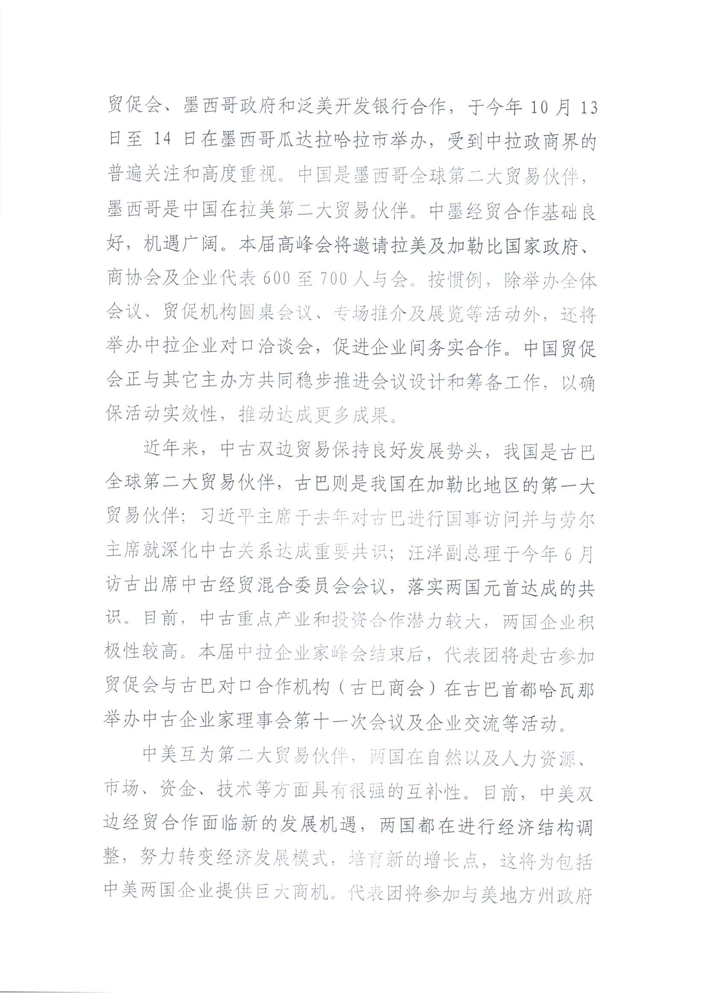 贸促会、墨西哥政府和泛美开发银行合作，于今年 10 月 13
日至 14 日在墨西哥瓜达拉哈拉市举办，受到中拉政商界的
普遍关注和高度重视。中国是墨西哥全球第二大贸易伙伴，
墨西哥是中国在拉美第二大贸易伙伴。中墨经贸合作基础良
好，机遇广阔。本届高峰会将邀请拉美及加勒比国家政府、
商协会及企业代表 600 至 700 人与会。按惯例，除举办全体
会议、贸促机构圆桌会议、专场推介及展览等活动外，还将
举办中拉企业对口洽谈会，促进企业间务实合作。中国贸促
会正与其它主办方共同稳步推进会议设计和筹备工作，以确
保活动实效性，推动达成更多成果。
近年来，中古双边贸易保持良好发展势头，我国是古巴
全球第二大贸易伙伴，古巴则是我国在加勒比地区的第一大
贸易伙伴；习近平主席于去年对古巴进行国事访问并与劳尔
主席就深化中古关系达成重要共识；汪洋副总理于今年 6 月
访古出席中古经贸混合委员会会议，落实两国元首达成的共
识。目前，中古重点产业和投资合作潜力较大，两国企业积
极性较高。本届中拉企业家峰会结束后，代表团将赴古参加
贸促会与古巴对口合作机构（古巴商会）在古巴首都哈瓦那
举办中古企业家理事会第十一次会议及企业交流等活动。
中美互为第二大贸易伙伴，两国在自然以及人力资源、
市场、资金、技术等方面具有很强的互补性。目前，中美双
边经贸合作面临新的发展机遇，两国都在进行经济结构调
整，努力转变经济发展模式，培育新的增长点，这将为包括
中美两国企业提供巨大商机。代表团将参加与美地方州政府